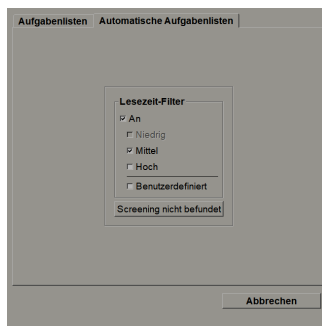 Aufgabenlisten Automatische Aufgabenlisten
Lesezeit-Filter
An
Niedrig
Mittel
Hoch
Benutzerdefiniert
Screening nicht befundet
Abbrechen